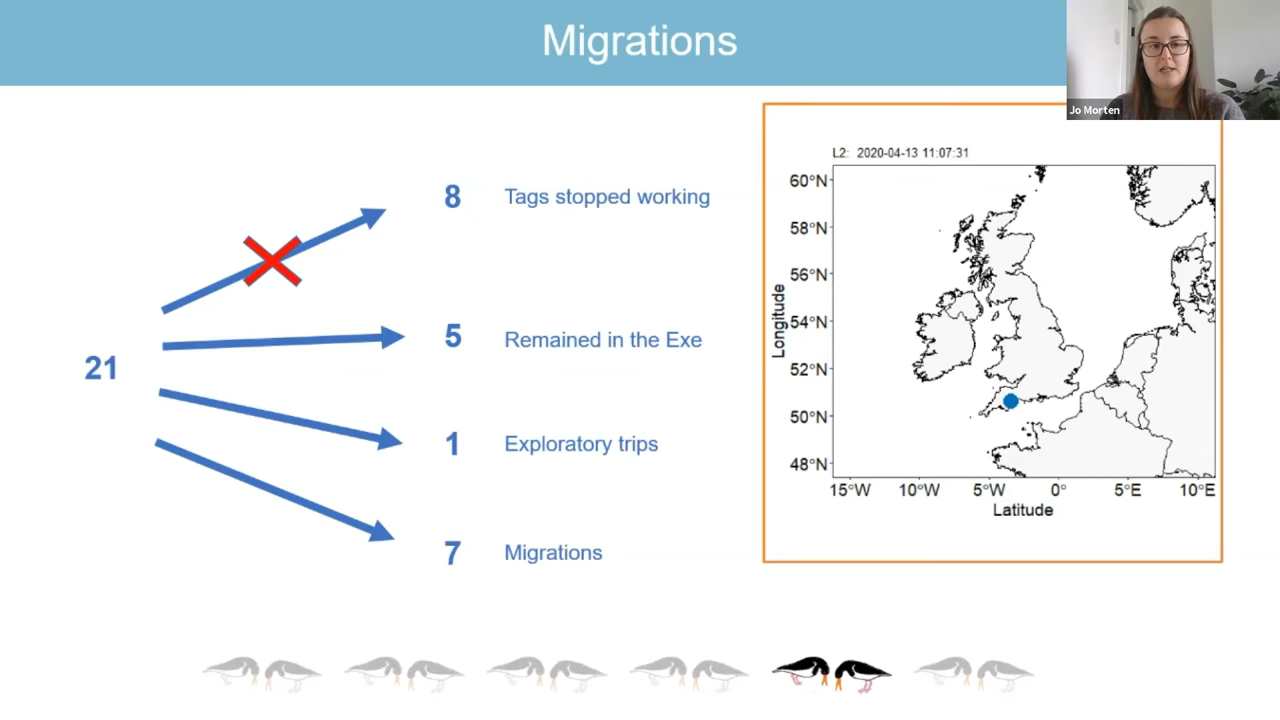 Migrations
Jo Morten
21
8 Tags stopped working
5 Remained in the Exe
1 Exploratory trips
7 Migrations
L2: 2020-04-13 11:07:31
Longitude
60°N
58°N
56°N
54°N
52°N
50°N
48°N
15°W 10°W 5°W 0° 5°E 10°E
Latitude